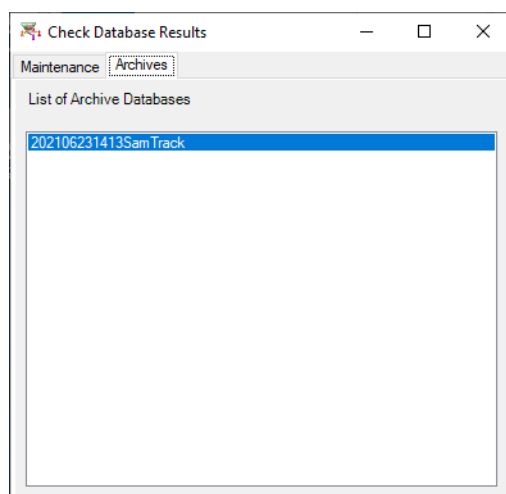 Check Database Results
Maintenance Archives
List of Archive Databases
202106231413SamTrack